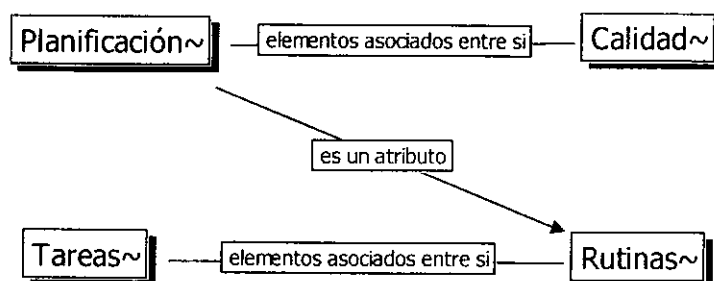 Planificación~
elementos asociados entre si
Calidad~
es un atributo
Tareas~
elementos asociados entre si
Rutinas~